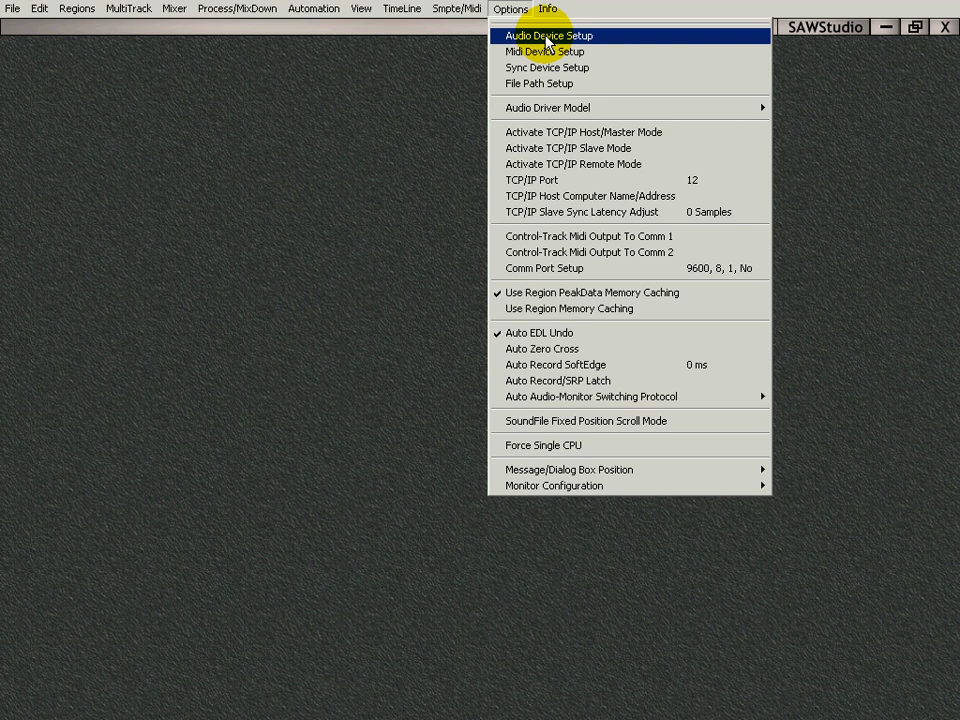 File Edit Regions MultiTrack Mixer Process/MixDown Automation View TimeLine Smpte/Midi Options Info
SAWStudio X
Audio Device Setup
Midi Device Setup
Sync Device Setup
File Path Setup
Audio Driver Model
Activate TCP/IP Host/Master Mode
Activate TCP/IP Slave Mode
Activate TCP/IP Remote Mode
TCP/IP Port 12
TCP/IP Host Computer Name/Address
TCP/IP Slave Sync Latency Adjust 0 Samples
Control-Track Midi Output To Comm 1
Control-Track Midi Output To Comm 2
Comm Port Setup 9600, 8, 1, No
Use Region PeakData Memory Caching
Use Region Memory Caching
Auto EDL Undo
Auto Zero Cross
Auto Record SoftEdge 0 ms
Auto Record/SRP Latch
Auto Audio-Monitor Switching Protocol
SoundFile Fixed Position Scroll Mode
Force Single CPU
Message/Dialog Box Position
Monitor Configuration